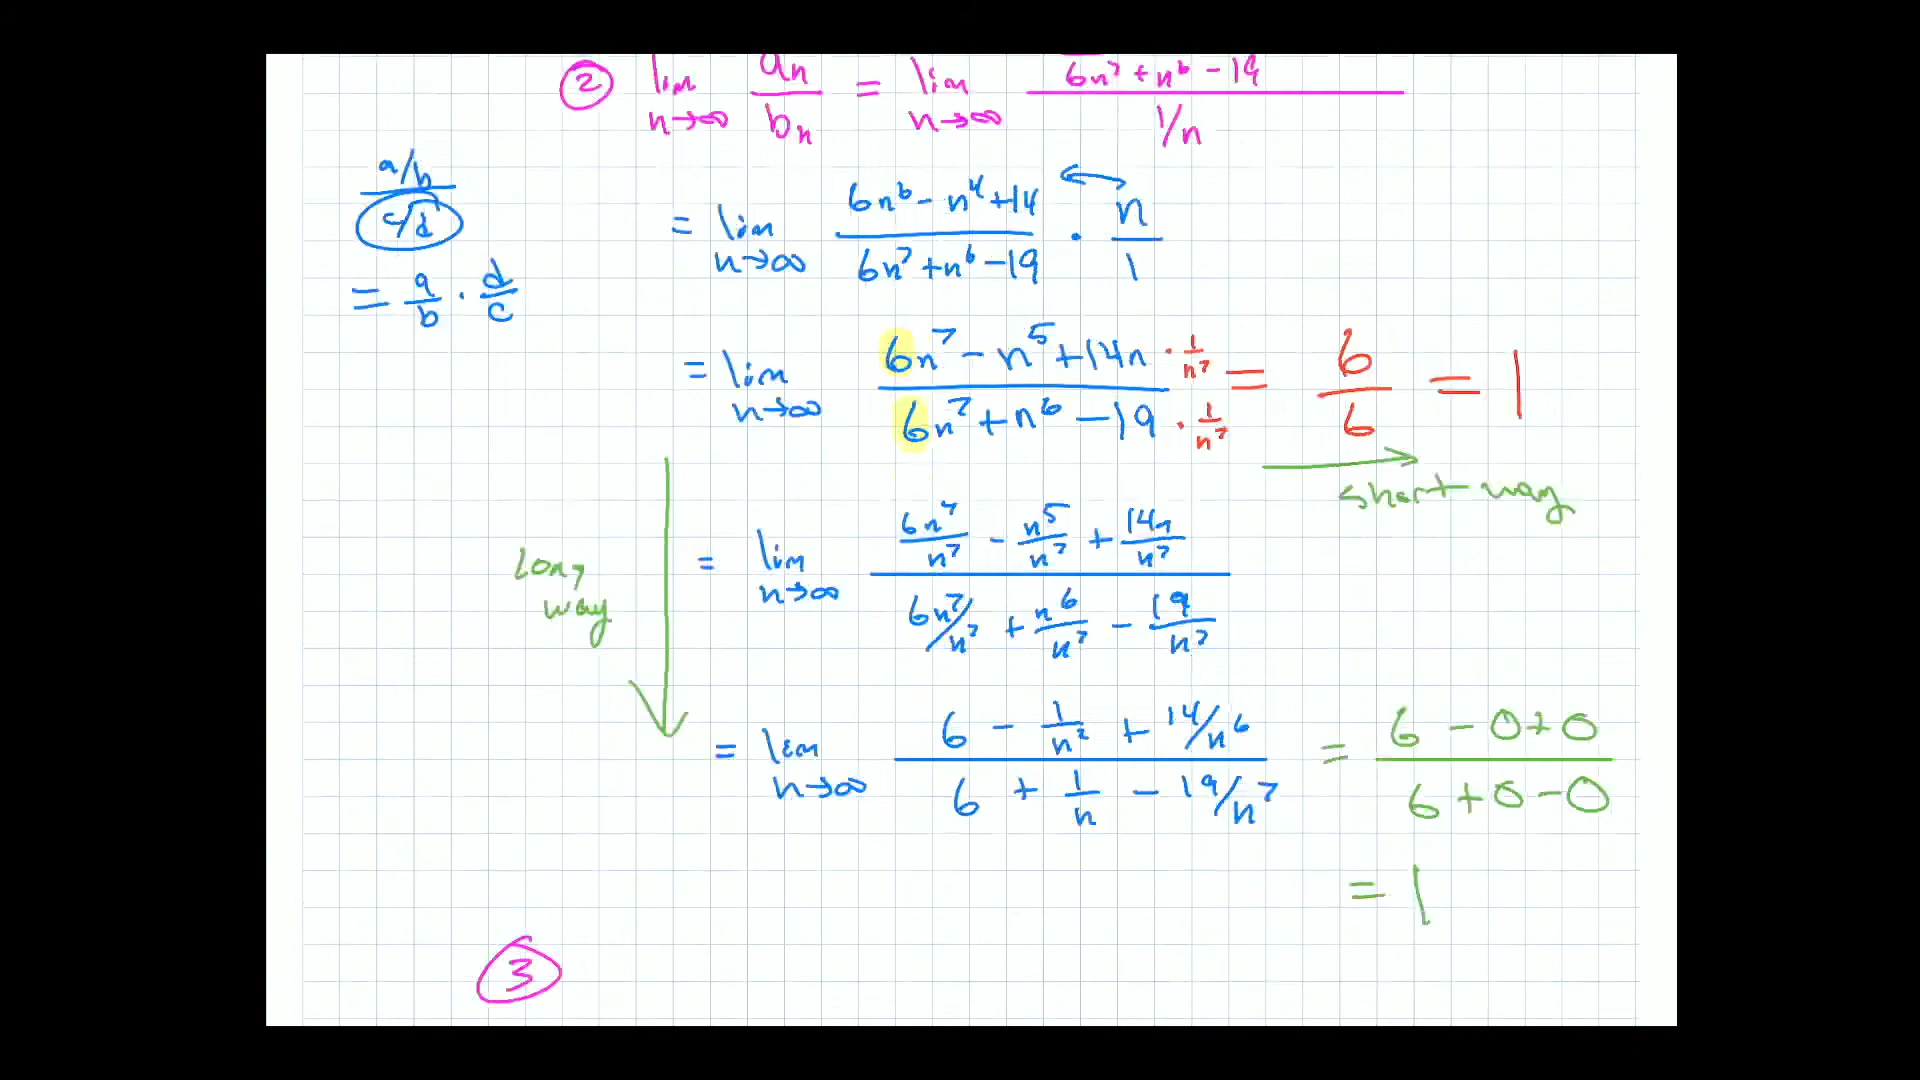 ② lim n→∞ an/bn = lim n→∞ (6n⁷ + n⁶ - 19)/(1/n)
(a/b)/(c/d)
= a/b · d/c
= lim n→∞ (6n⁶ - n⁴ + 14)/(6n⁷ + n⁶ - 19) · n/1
= lim n→∞ (6n⁷ - n⁵ + 14n · 1/n⁷)/(6n⁷ + n⁶ - 19 · 1/n⁷) = 6/6 = 1
short way
long
way
= lim n→∞ (6n⁷/n⁷ - n⁵/n⁷ + 14n/n⁷)/(6n⁷/n⁷ + n⁶/n⁷ - 19/n⁷)
= lim n→∞ (6 - 1/n² + 14/n⁶)/(6 + 1/n - 19/n⁷) = (6 - 0 + 0)/(6 + 0 - 0)
= 1
③